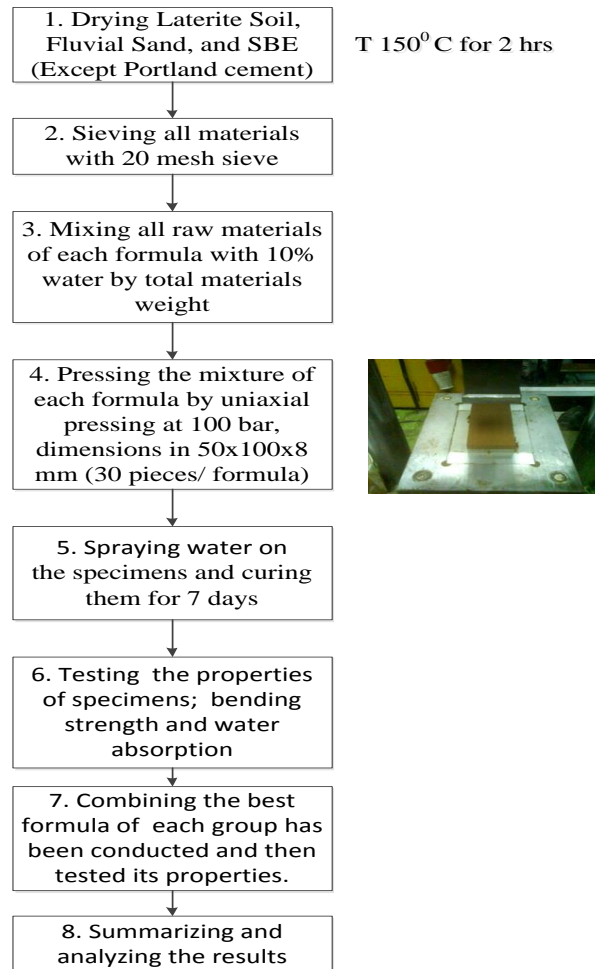 1. Drying Laterite Soil,
Fluvial Sand, and SBE
(Except Portland cement)
T 150⁰ C for 2 hrs
2. Sieving all materials
with 20 mesh sieve
3. Mixing all raw materials
of each formula with 10%
water by total materials
weight
4. Pressing the mixture of
each formula by uniaxial
pressing at 100 bar,
dimensions in 50x100x8
mm (30 pieces/ formula)
5. Spraying water on
the specimens and curing
them for 7 days
6. Testing the properties
of specimens; bending
strength and water
absorption
7. Combining the best
formula of each group has
been conducted and then
tested its properties.
8. Summarizing and
analyzing the results